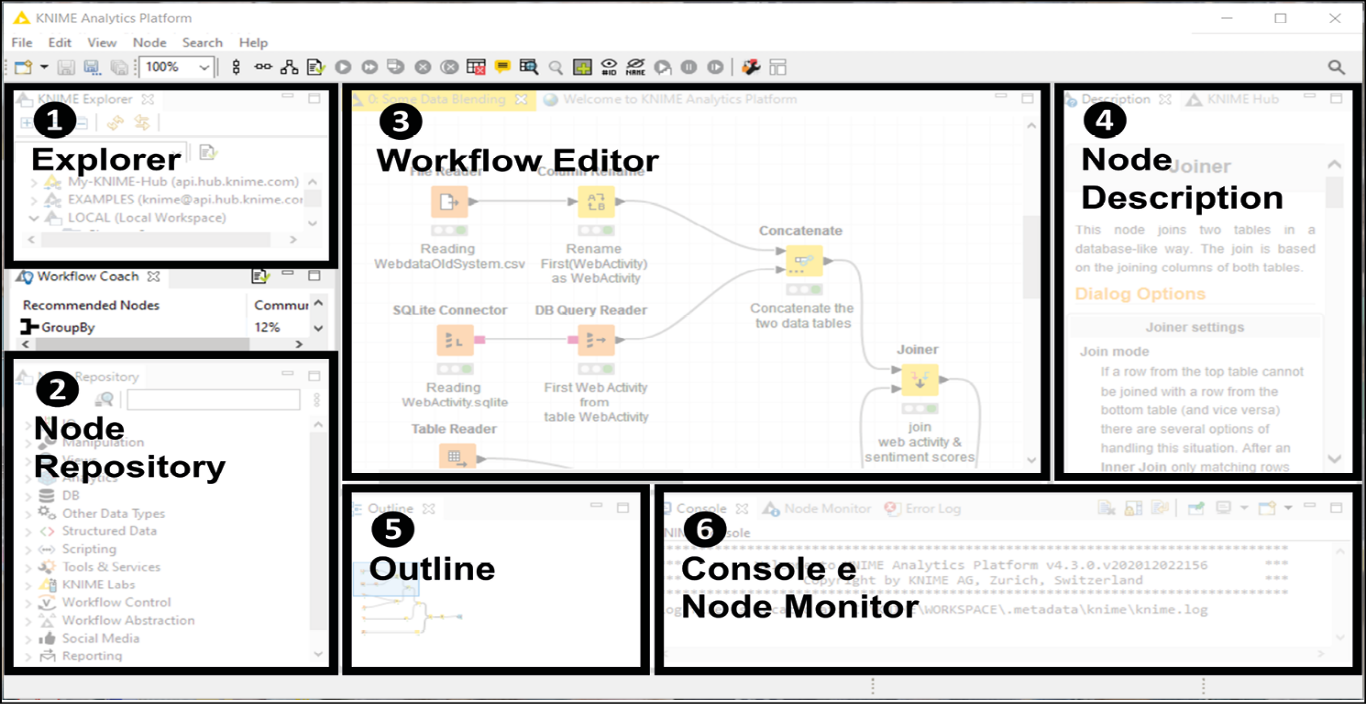 KNIME Analytics Platform
File Edit View Node Search Help
100%
KNIME Explorer
1
Explorer
My-KNIME-Hub (api.hub.knime.com)
EXAMPLES (knime@api.hub.knime.cor
LOCAL (Local Workspace)
Workflow Coach
Recommended Nodes Commur
GroupBy 12%
Repository
2
Node
Repository
Manipulation
Views
Analytics
DB
Other Data Types
Structured Data
Scripting
Tools & Services
KNIME Labs
Workflow Control
Workflow Abstraction
Social Media
Reporting
0: Some Data Blending Welcome to KNIME Analytics Platform
3
Workflow Editor
File Reader Column Rename
Reading
WebdataOldSystem.csv
Rename
First(WebActivity)
as WebActivity
Concatenate
Concatenate the
two data tables
SQLite Connector DB Query Reader
Reading
WebActivity.sqlite
First Web Activity
from
table WebActivity
Joiner
join
web activity &
sentiment scores
Table Reader
Description KNIME Hub
4
Node
Description
Joiner
This node joins two tables in a
database-like way. The join is based
on the joining columns of both tables.
Dialog Options
Joiner settings
Join mode
If a row from the top table cannot
be joined with a row from the
bottom table (and vice versa)
there are several options of
handling this situation. After an
Inner Join only matching rows
Outline
5
Outline
Console Node Monitor Error Log
6
Console e
Node Monitor
KNIME Analytics Platform v4.3.0.v202012022156
Copyright by KNIME AG, Zurich, Switzerland
\WORKSPACE\.metadata\knime\knime.log